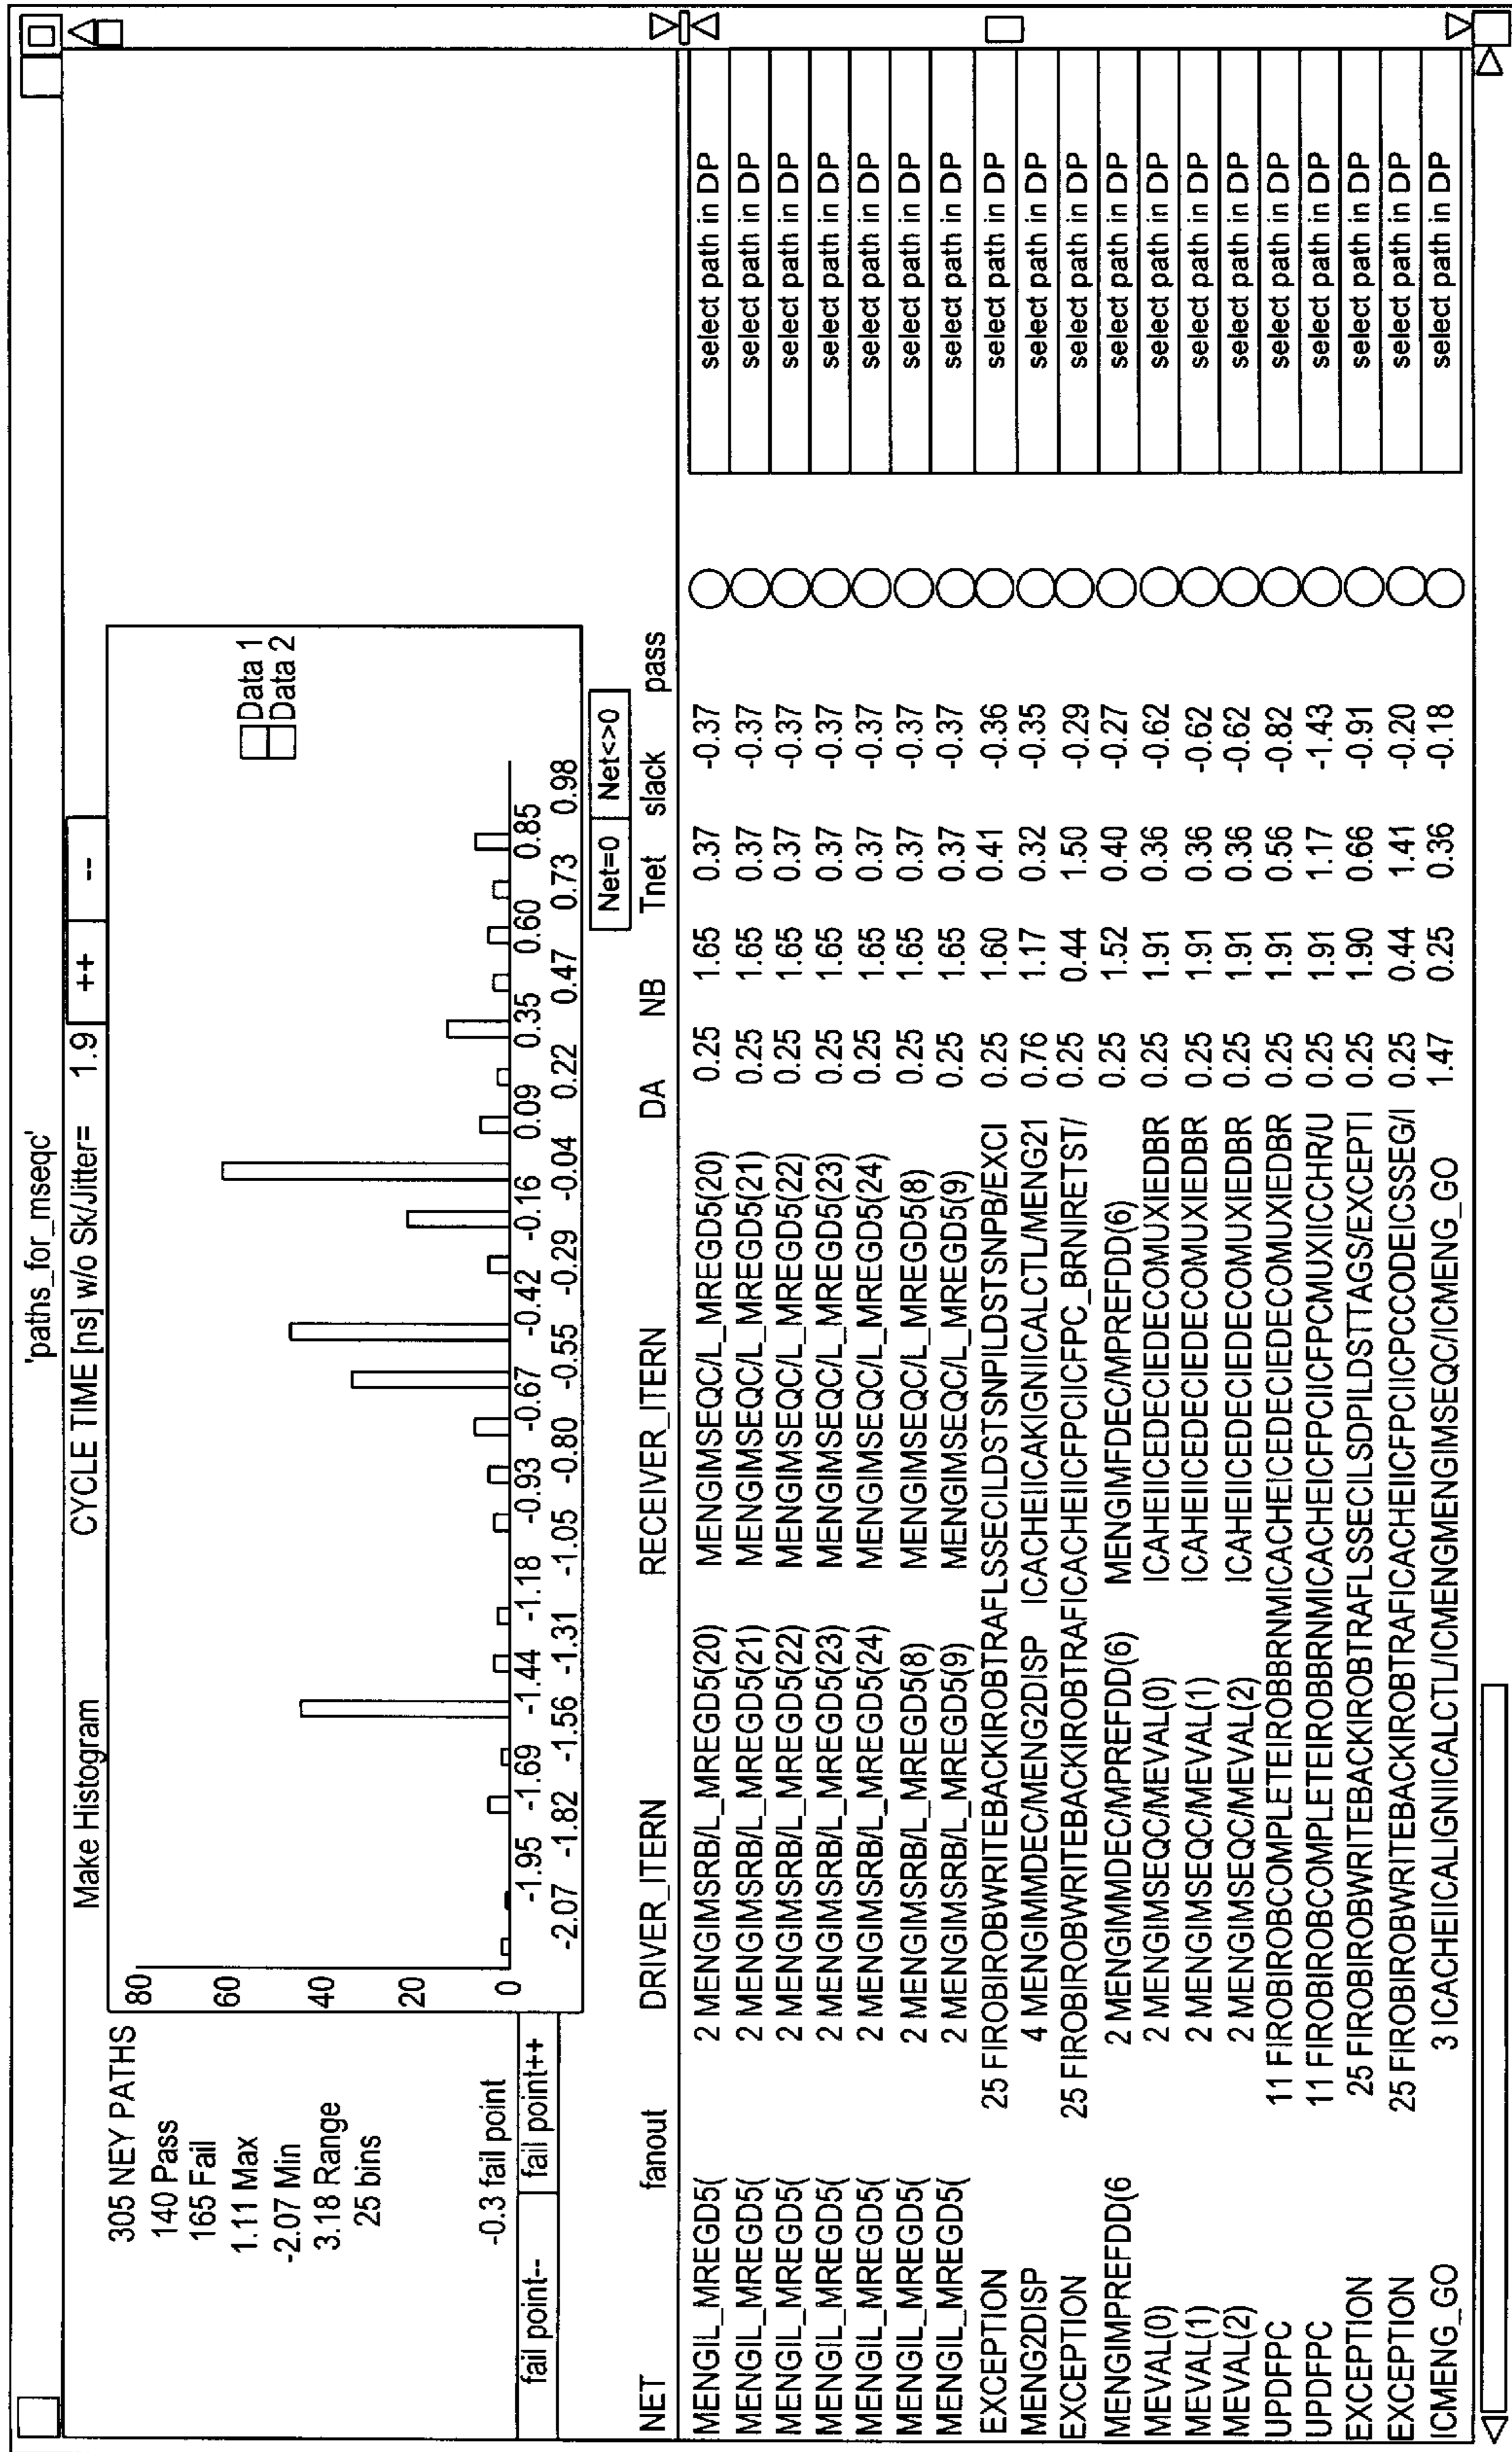 'paths_for_mseqc'
Make Histogram CYCLE TIME [ns] w/o Sk/Jitter= 1.9 ++ --
305 NEY PATHS
140 Pass
165 Fail
1.11 Max
-2.07 Min
3.18 Range
25 bins
-0.3 fail point
fail point-- fail point++
80
60
40
20
0
Data 1
Data 2
-1.95 -1.69 -1.44 -1.18 -0.93 -0.67 -0.42 -0.16 0.09 0.35 0.60 0.85
-2.07 -1.82 -1.56 -1.31 -1.05 -0.80 -0.55 -0.29 -0.04 0.22 0.47 0.73 0.98
Net=0 Net<>0
NET fanout DRIVER_ITERN RECEIVER_ITERN DA NB Tnet slack pass
MENGIL_MREGD5( 2 MENGIMSRB/L_MREGD5(20) MENGIMSEQC/L_MREGD5(20) 0.25 1.65 0.37 -0.37 select path in DP
MENGIL_MREGD5( 2 MENGIMSRB/L_MREGD5(21) MENGIMSEQC/L_MREGD5(21) 0.25 1.65 0.37 -0.37 select path in DP
MENGIL_MREGD5( 2 MENGIMSRB/L_MREGD5(22) MENGIMSEQC/L_MREGD5(22) 0.25 1.65 0.37 -0.37 select path in DP
MENGIL_MREGD5( 2 MENGIMSRB/L_MREGD5(23) MENGIMSEQC/L_MREGD5(23) 0.25 1.65 0.37 -0.37 select path in DP
MENGIL_MREGD5( 2 MENGIMSRB/L_MREGD5(24) MENGIMSEQC/L_MREGD5(24) 0.25 1.65 0.37 -0.37 select path in DP
MENGIL_MREGD5( 2 MENGIMSRB/L_MREGD5(8) MENGIMSEQC/L_MREGD5(8) 0.25 1.65 0.37 -0.37 select path in DP
MENGIL_MREGD5( 2 MENGIMSRB/L_MREGD5(9) MENGIMSEQC/L_MREGD5(9) 0.25 1.65 0.37 -0.37 select path in DP
EXCEPTION 25 FIROBIROBWRITEBACKIROBTRAFLSSECILDSTSNPILDSTSNPB/EXCI 0.25 1.60 0.41 -0.36 select path in DP
MENG2DISP 4 MENGIMMDEC/MENG2DISP ICACHEIICAKIGNIICALCTL/MENG21 0.76 1.17 0.32 -0.35 select path in DP
EXCEPTION 25 FIROBIROBWRITEBACKIROBTRAFICACHEIICFPCIICFPC_BRNIRETST/ 0.25 0.44 1.50 -0.29 select path in DP
MENGIMPREFDD(6 2 MENGIMMDEC/MPREFDD(6) MENGIMFDEC/MPREFDD(6) 0.25 1.52 0.40 -0.27 select path in DP
MEVAL(0) 2 MENGIMSEQC/MEVAL(0) ICAHEIICEDECIEDECOMUXIEDBR 0.25 1.91 0.36 -0.62 select path in DP
MEVAL(1) 2 MENGIMSEQC/MEVAL(1) ICAHEIICEDECIEDECOMUXIEDBR 0.25 1.91 0.36 -0.62 select path in DP
MEVAL(2) 2 MENGIMSEQC/MEVAL(2) ICAHEIICEDECIEDECOMUXIEDBR 0.25 1.91 0.36 -0.62 select path in DP
UPDFPC 11 FIROBIROBCOMPLETEIROBBRNMICACHEIICEDECIEDECOMUXIEDBR 0.25 1.91 0.56 -0.82 select path in DP
UPDFPC 11 FIROBIROBCOMPLETEIROBBRNMICACHEICFPCIICFPCMUXIICCHR/U 0.25 1.91 1.17 -1.43 select path in DP
EXCEPTION 25 FIROBIROBWRITEBACKIROBTRAFLSSECILSDPILDSTTAGS/EXCEPTI 0.25 1.90 0.66 -0.91 select path in DP
EXCEPTION 25 FIROBIROBWRITEBACKIROBTRAFICACHEIICFPCIICPCCODEICSSEG/I 0.25 0.44 1.41 -0.20 select path in DP
ICMENG_GO 3 ICACHEIICALIGNIICALCTL/ICMENGMENGIMSEQC/ICMENG_GO 1.47 0.25 0.36 -0.18 select path in DP